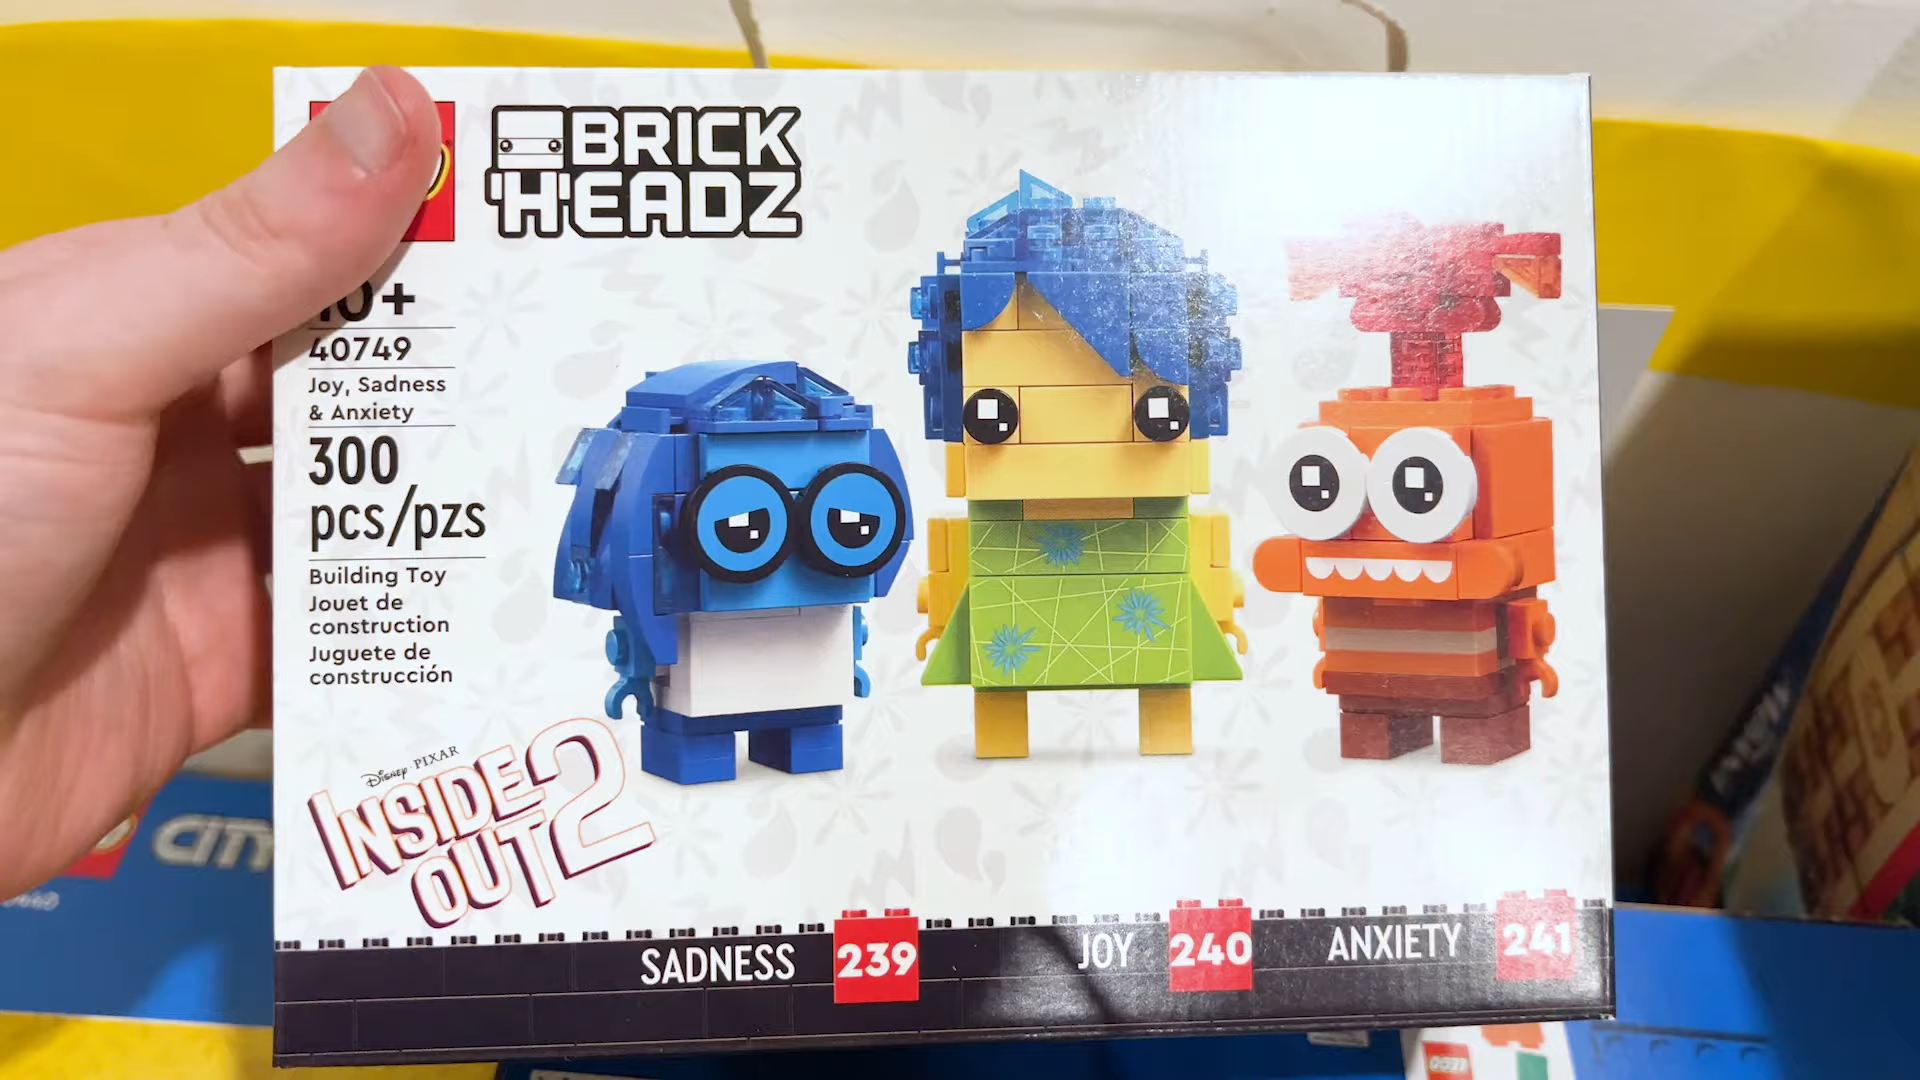 BRICK
HEADZ
10+
40749
Joy, Sadness
& Anxiety
300
pcs/pzs
Building Toy
Jouet de
construction
Juguete de
construcción
Disney · PIXAR
INSIDE
OUT 2
SADNESS 239
JOY 240
ANXIETY 241
CITY